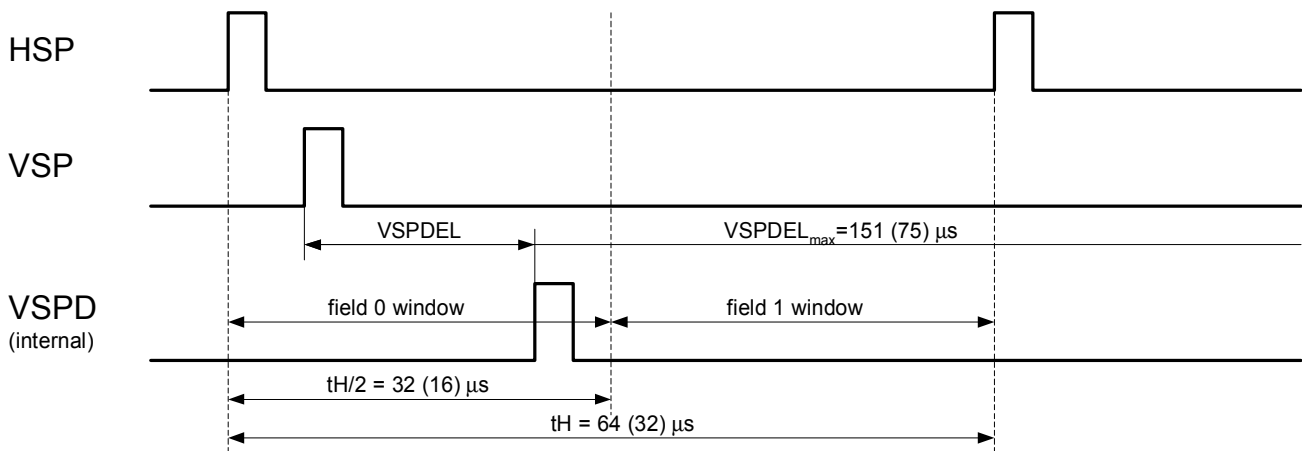 HSP
VSP
VSPDEL
VSPDELmax=151 (75) μs
VSPD
(internal)
field 0 window
field 1 window
tH/2 = 32 (16) μs
tH = 64 (32) μs